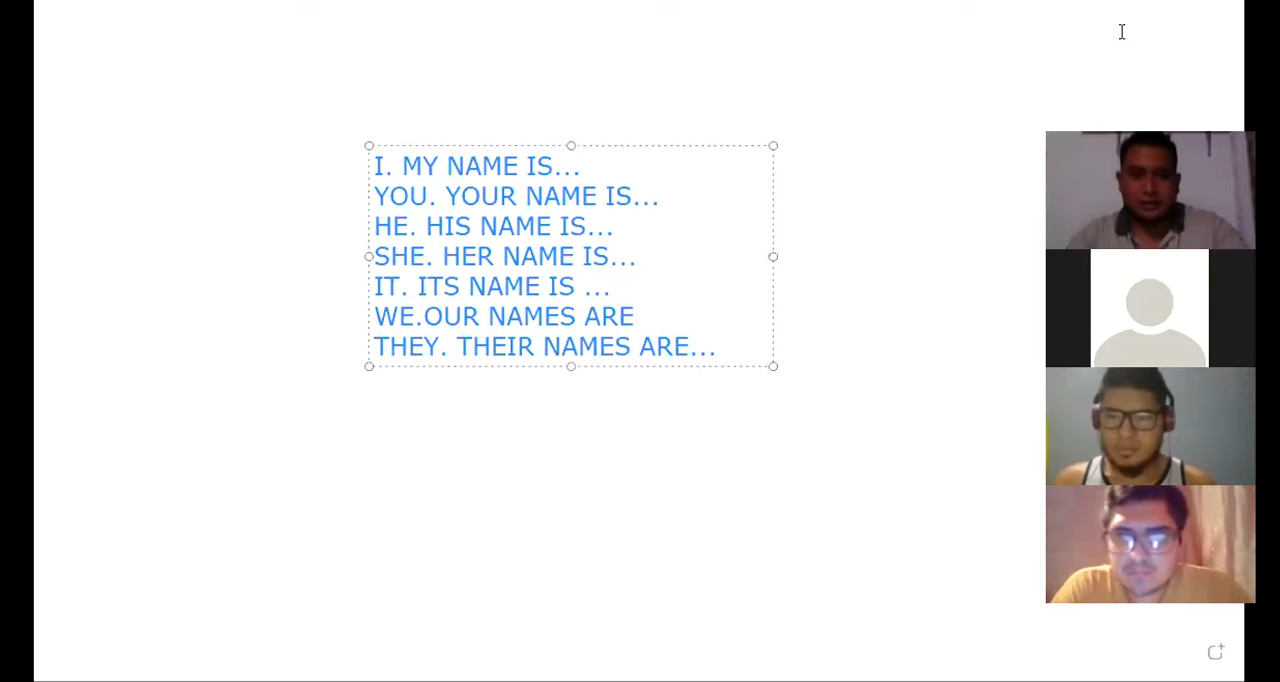 I. MY NAME IS...
YOU. YOUR NAME IS...
HE. HIS NAME IS...
SHE. HER NAME IS...
IT. ITS NAME IS ...
WE.OUR NAMES ARE
THEY. THEIR NAMES ARE...